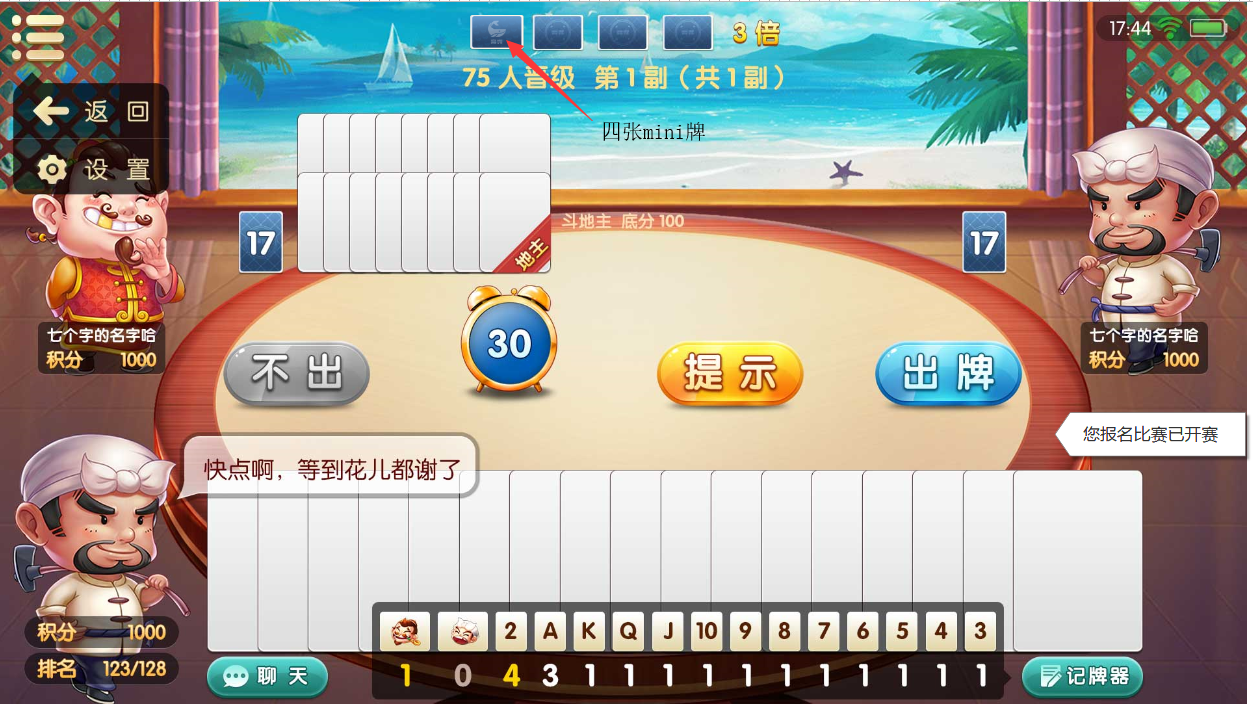 3 倍
17:44
75 人晋级 第 1 副（共 1 副）
四张mini牌
返 回
设 置
斗地主 底分 100
17
地主
17
七个字的名字哈
积分 1000
七个字的名字哈
积分 1000
不 出
30
提 示
出 牌
您报名比赛已开赛
快点啊，等到花儿都谢了
2 A K Q J 10 9 8 7 6 5 4 3
1 0 4 3 1 1 1 1 1 1 1 1 1 1 1
积分 1000
排名 123/128
聊 天
记牌器